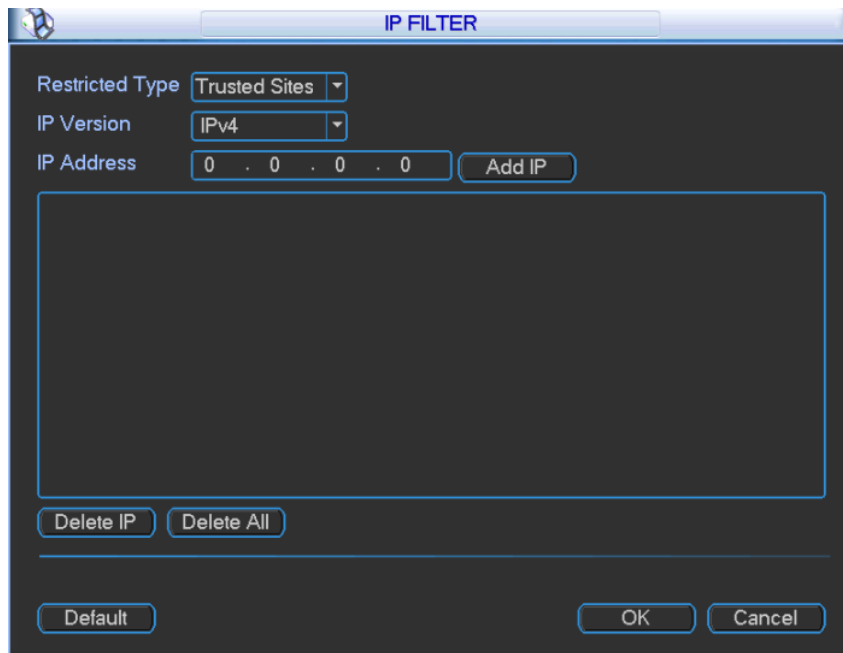 IP FILTER
Restricted Type Trusted Sites
IP Version IPv4
IP Address 0 . 0 . 0 . 0 Add IP
Delete IP Delete All
Default OK Cancel